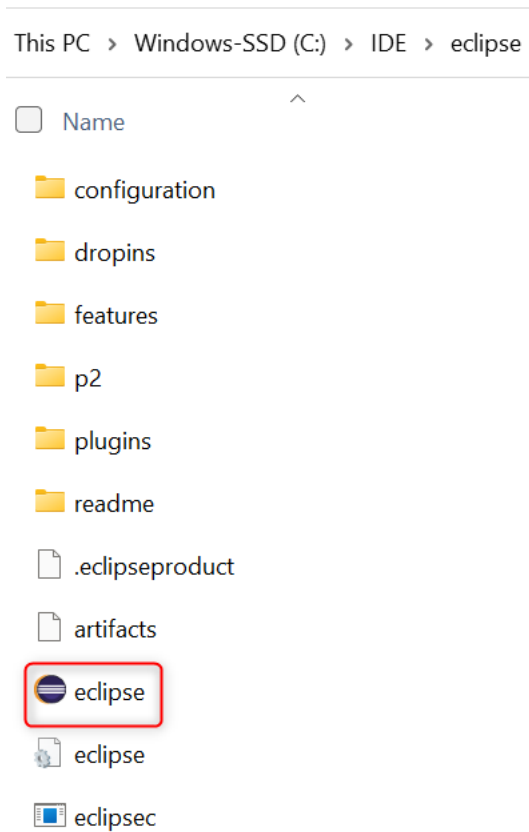 This PC > Windows-SSD (C:) > IDE > eclipse
Name
configuration
dropins
features
p2
plugins
readme
.eclipseproduct
artifacts
eclipse
eclipse
eclipsec